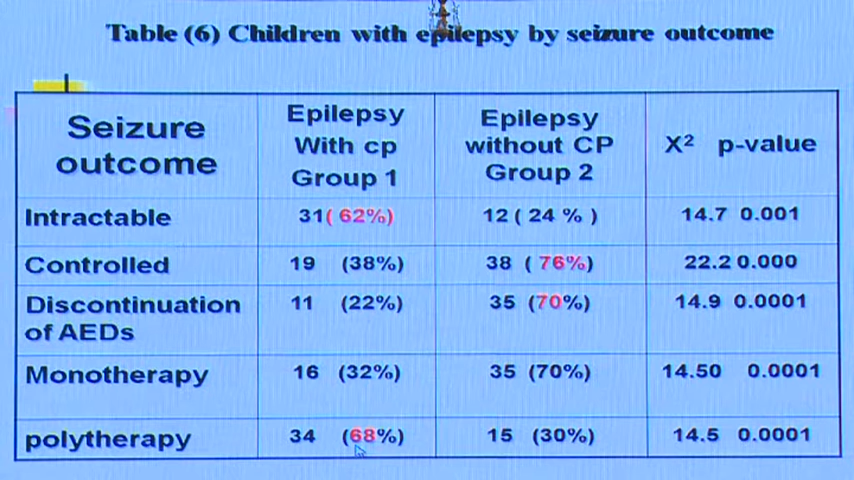 Table (6) Children with epilepsy by seizure outcome
Seizure outcome | Epilepsy With cp Group 1 | Epilepsy without CP Group 2 | X² p-value
Intractable | 31( 62%) | 12 ( 24 % ) | 14.7 0.001
Controlled | 19 (38%) | 38 ( 76%) | 22.2 0.000
Discontinuation of AEDs | 11 (22%) | 35 (70%) | 14.9 0.0001
Monotherapy | 16 (32%) | 35 (70%) | 14.50 0.0001
polytherapy | 34 (68%) | 15 (30%) | 14.5 0.0001